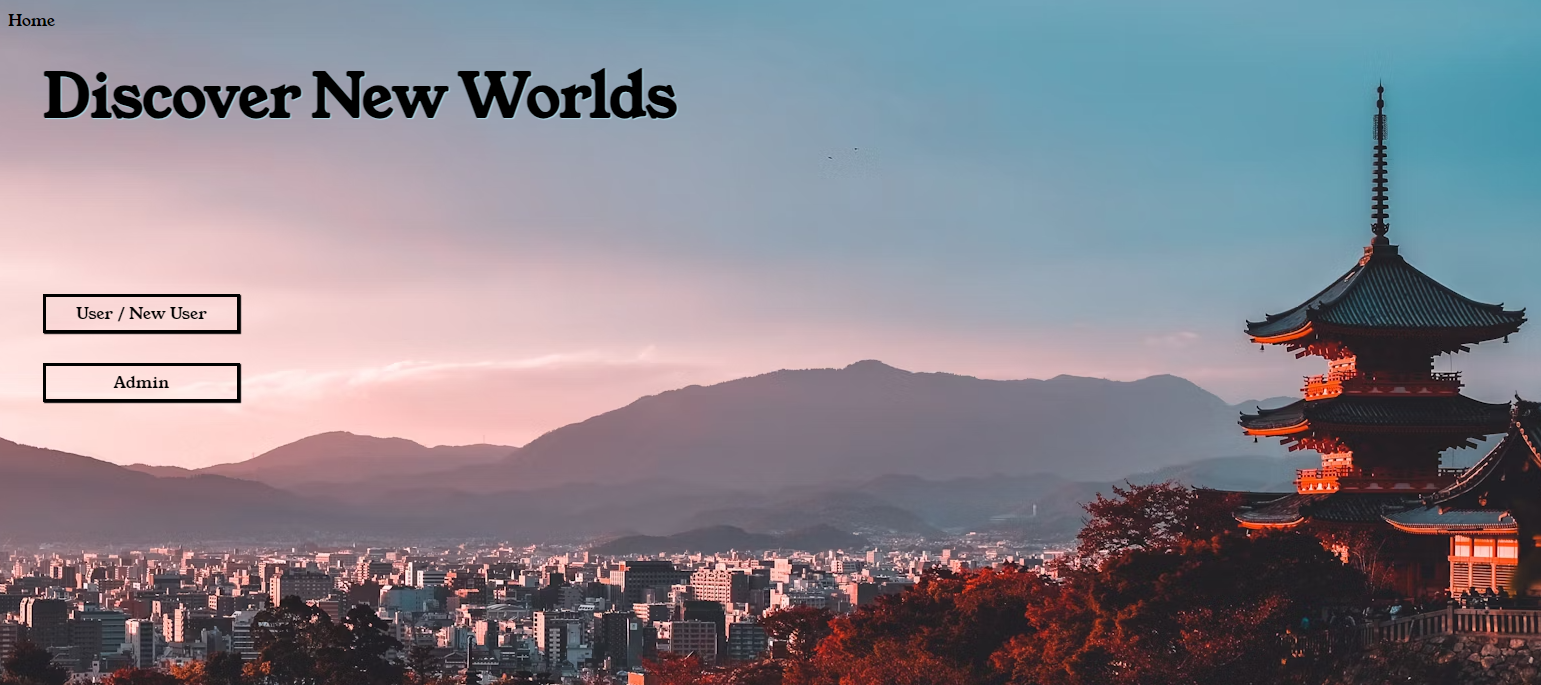 Home
Discover New Worlds
User / New User
Admin